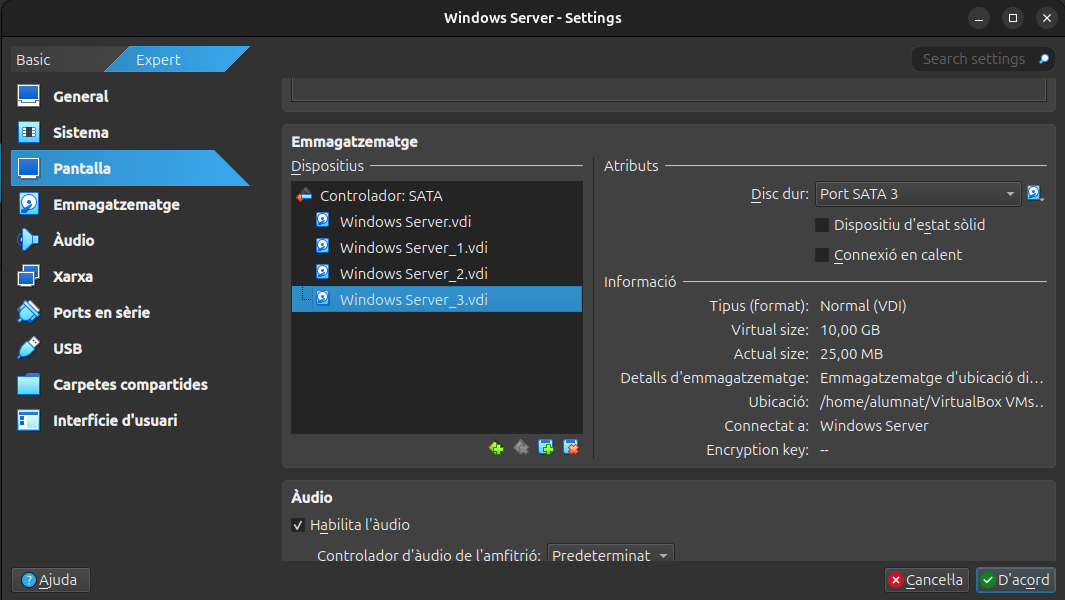 Windows Server - Settings
Basic
Expert
Search settings
General
Sistema
Pantalla
Emmagatzematge
Àudio
Xarxa
Ports en sèrie
USB
Carpetes compartides
Interfície d'usuari
Emmagatzematge
Dispositius
Controlador: SATA
Windows Server.vdi
Windows Server_1.vdi
Windows Server_2.vdi
Windows Server_3.vdi
Atributs
Disc dur: Port SATA 3
Dispositiu d'estat sòlid
Connexió en calent
Informació
Tipus (format): Normal (VDI)
Virtual size: 10,00 GB
Actual size: 25,00 MB
Detalls d'emmagatzematge: Emmagatzematge d'ubicació di...
Ubicació: /home/alumnat/VirtualBox VMs..
Connectat a: Windows Server
Encryption key: --
Àudio
Habilita l'àudio
Controlador d'àudio de l'amfitrió: Predeterminat
Ajuda
Cancel·la
D'acord